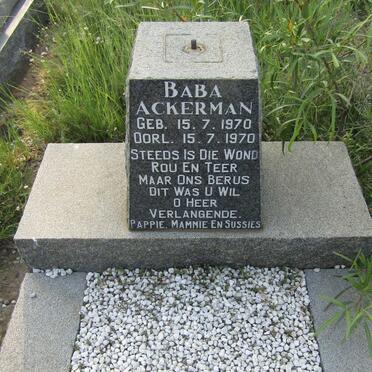 BABA
ACKERMAN
GEB. 15. 7. 1970
OORL. 15. 7. 1970
STEEDS IS DIE WOND
ROU EN TEER
MAAR ONS BERUS
DIT WAS U WIL
O HEER
VERLANGENDE.
PAPPIE, MAMMIE EN SUSSIES